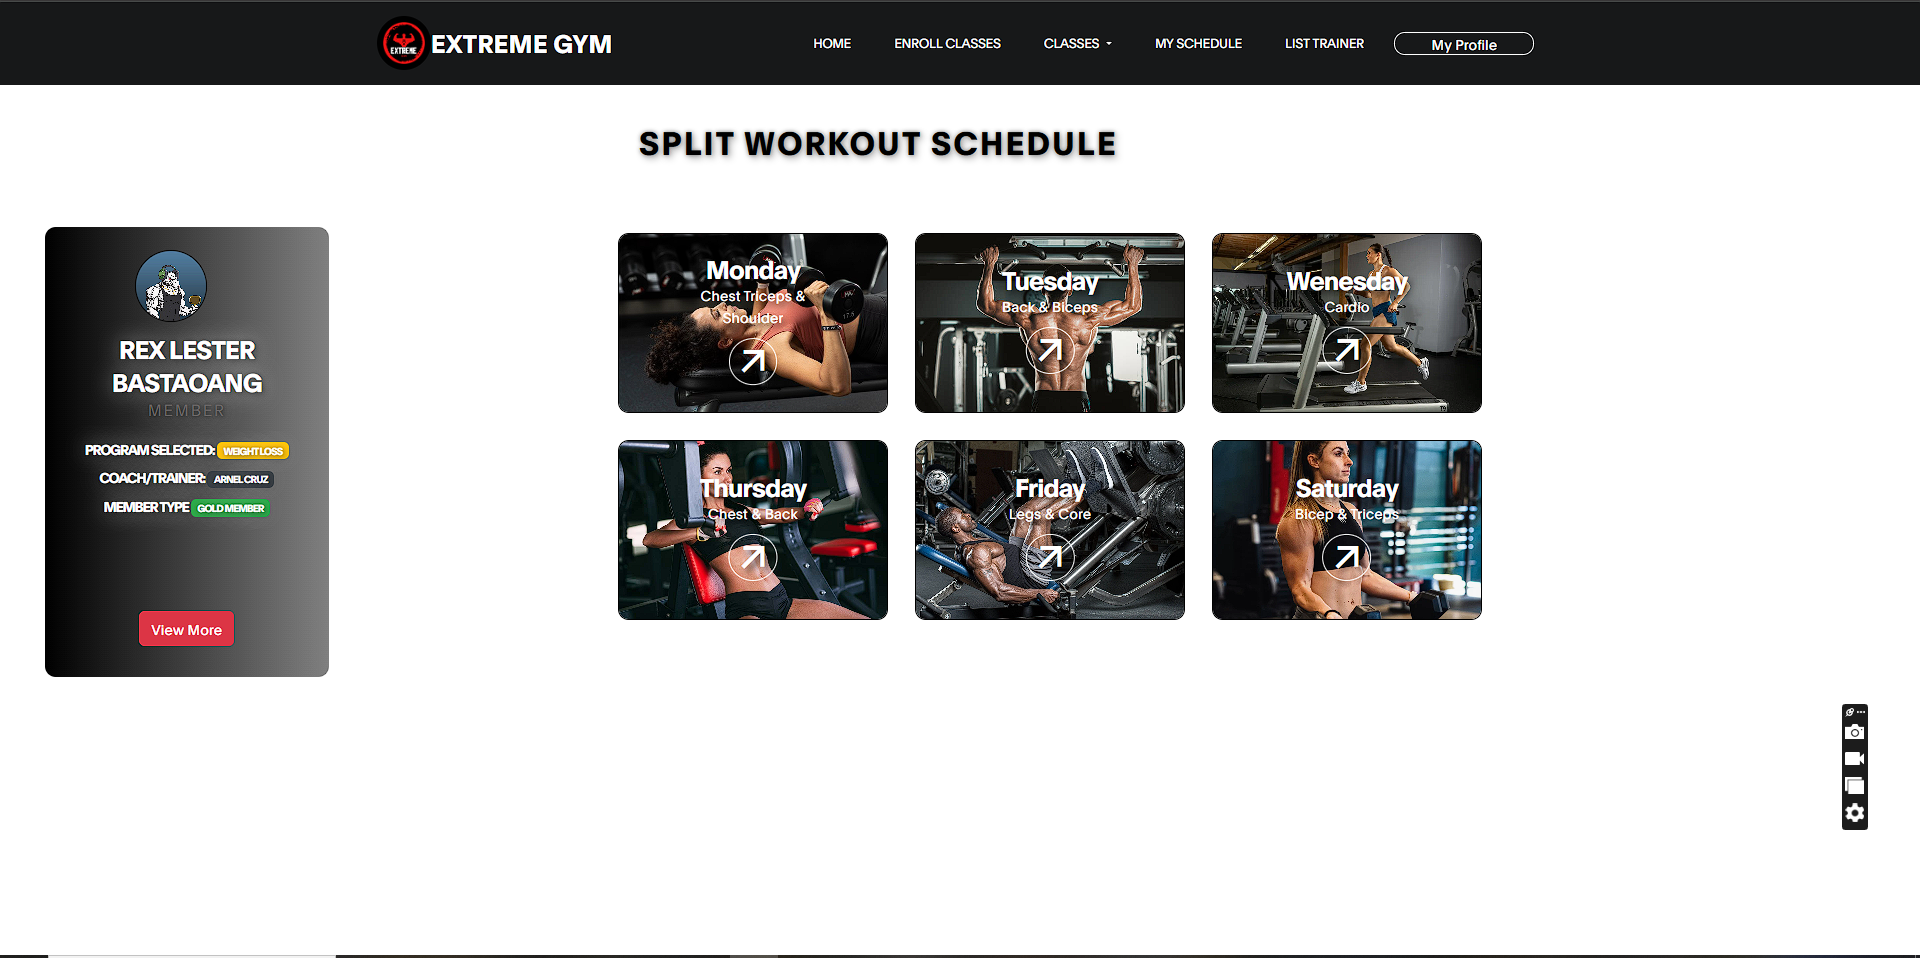 EXTREME
EXTREME GYM
HOME
ENROLL CLASSES
CLASSES
MY SCHEDULE
LIST TRAINER
My Profile
SPLIT WORKOUT SCHEDULE
REX LESTER
BASTAOANG
MEMBER
PROGRAM SELECTED: WEIGHT LOSS
COACH/TRAINER: ARNEL CRUZ
MEMBER TYPE GOLD MEMBER
View More
Monday
Chest Triceps &
Shoulder
Tuesday
Back & Biceps
Wenesday
Cardio
Thursday
Chest & Back
Friday
Legs & Core
Saturday
Bicep & Triceps